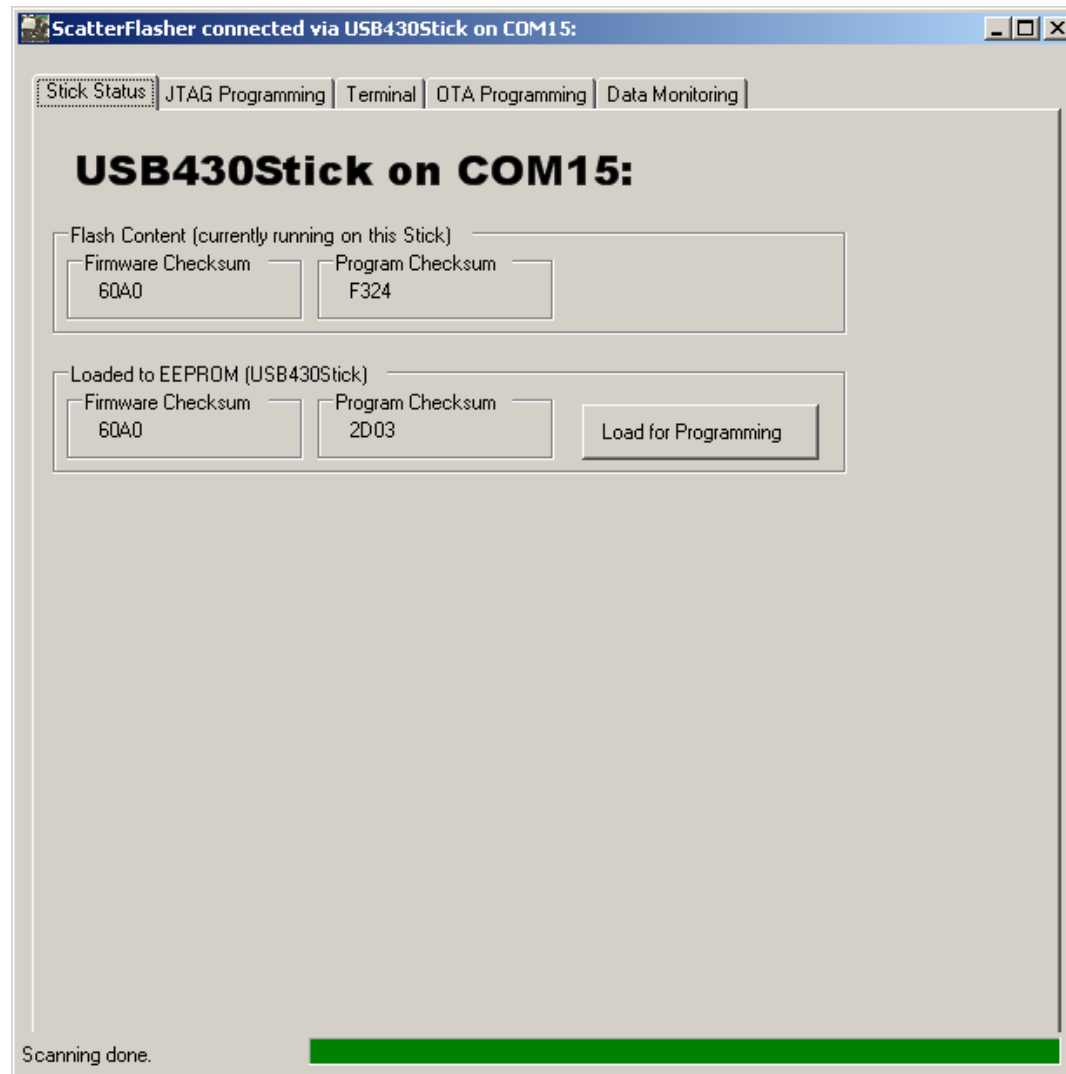 ScatterFlasher connected via USB430Stick on COM15:
Stick Status JTAG Programming Terminal OTA Programming Data Monitoring
USB430Stick on COM15:
Flash Content (currently running on this Stick)
Firmware Checksum Program Checksum
60A0 F324
Loaded to EEPROM (USB430Stick)
Firmware Checksum Program Checksum
60A0 2D03 Load for Programming
Scanning done.